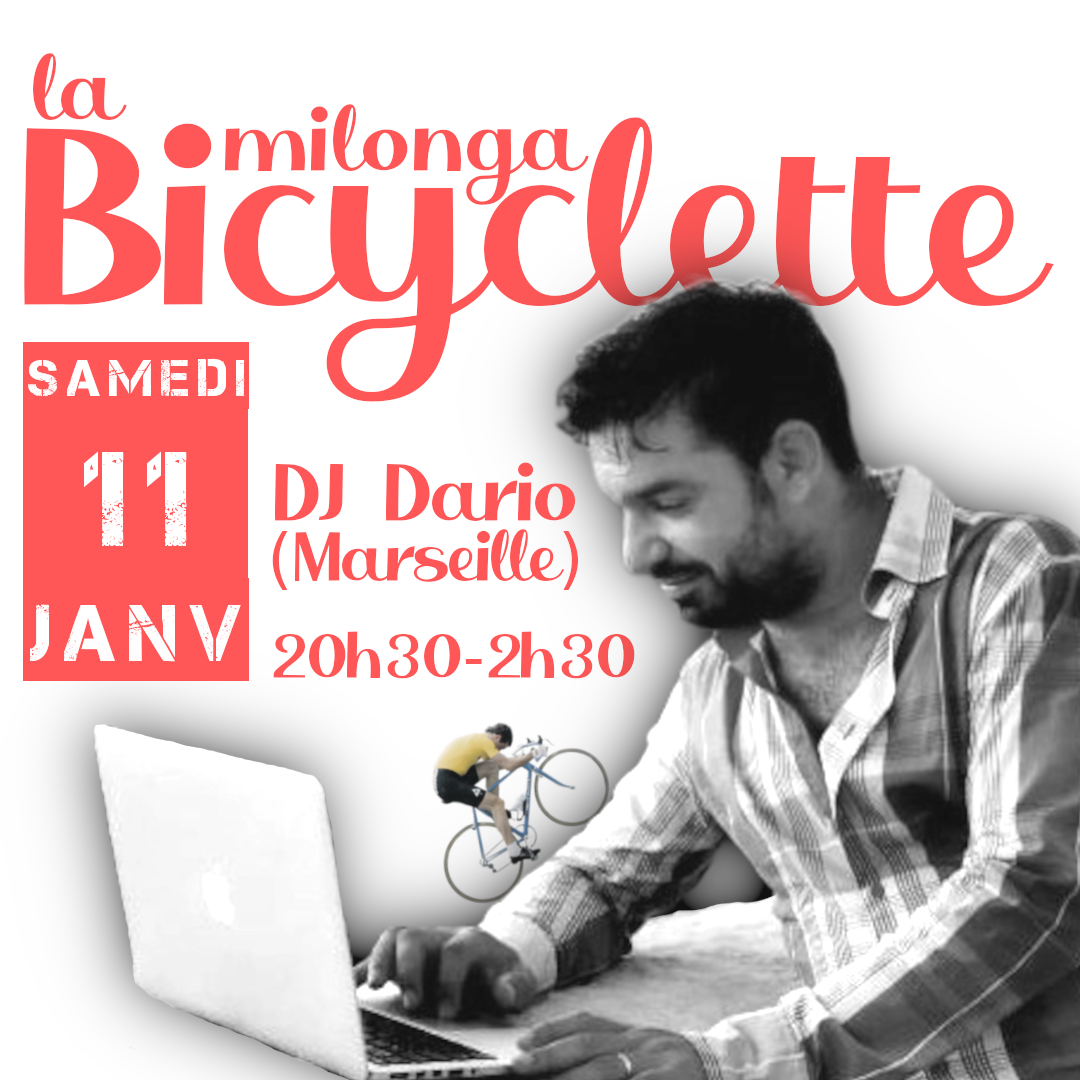 la
milonga
Bicyclette
SAMEDI
11
JANV
DJ Dario
(Marseille)
20h30-2h30